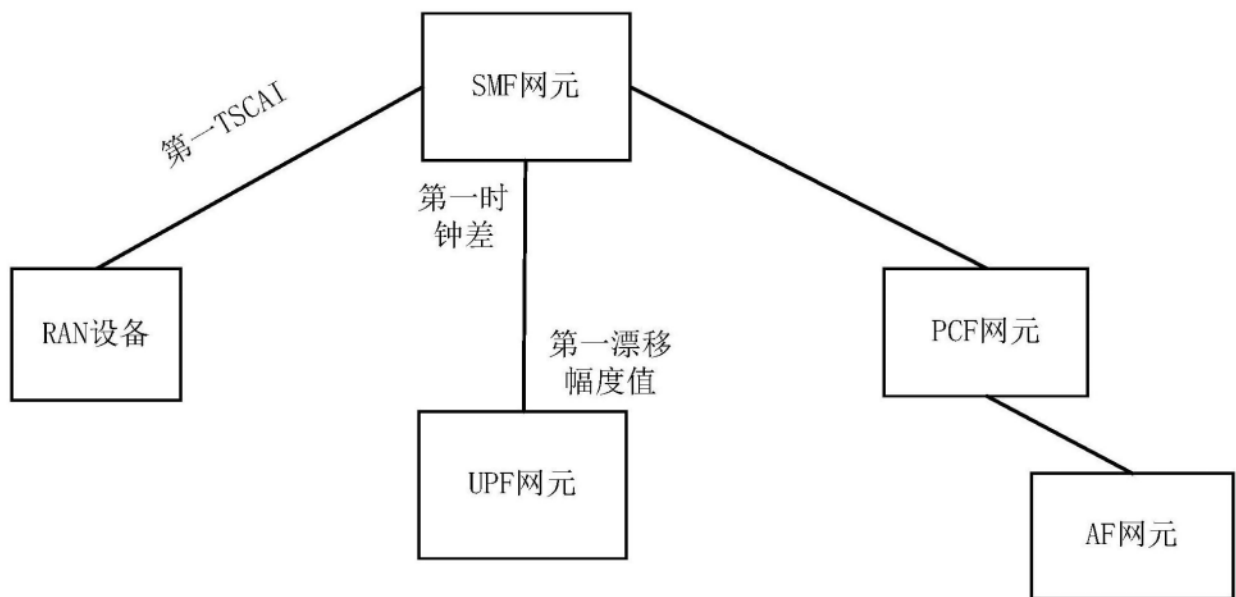 SMF网元
第一TSCAI
第一时
钟差
RAN设备
第一漂移
幅度值
PCF网元
UPF网元
AF网元